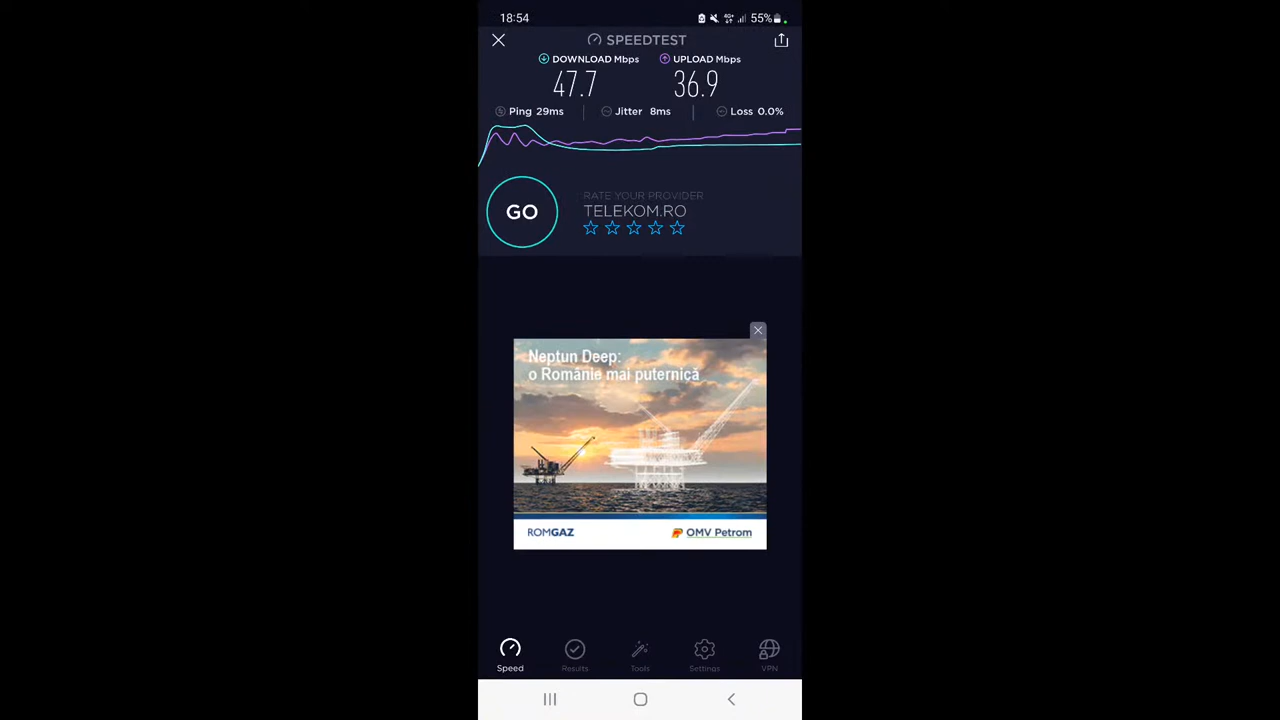 18:54 4G+ 55%
SPEEDTEST
DOWNLOAD Mbps UPLOAD Mbps
47.7 36.9
Ping 29ms Jitter 8ms Loss 0.0%
GO
RATE YOUR PROVIDER
TELEKOM.RO
Neptun Deep:
o Românie mai puternică
ROMGAZ OMV Petrom
Speed Results Tools Settings VPN